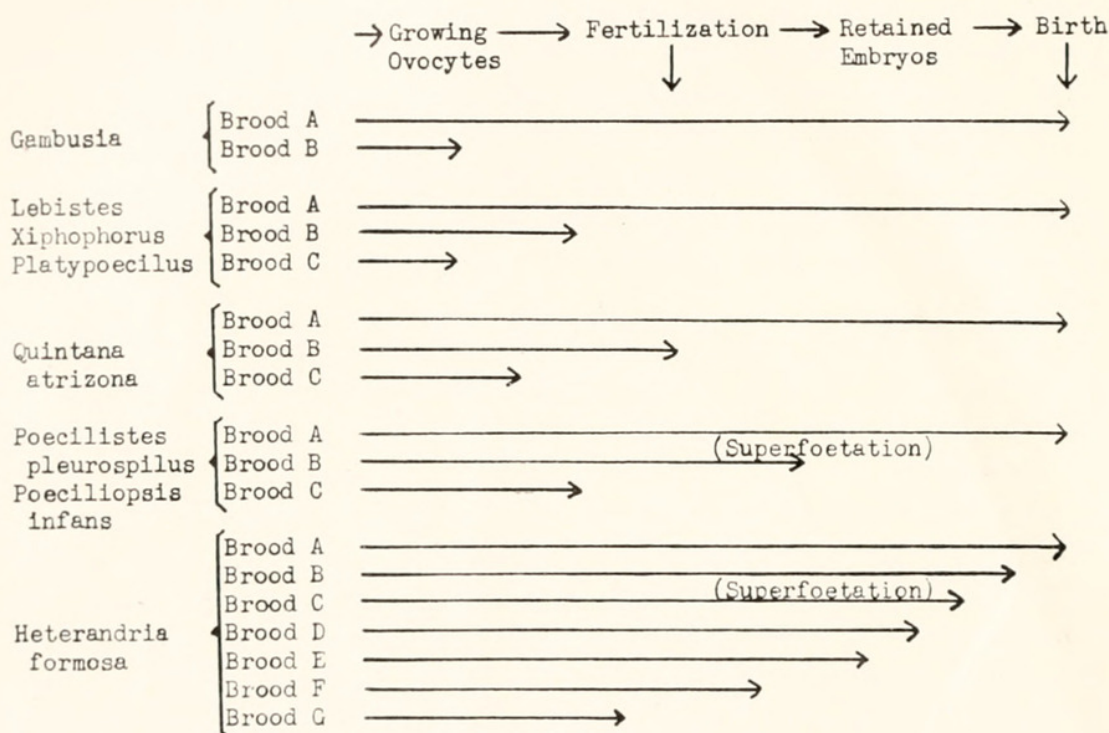 Growing Fertilization Retained Birth
Ovocytes Embryos
Gambusia
Brood A
Brood B
Lebistes
Xiphophorus
Platypoecilus
Brood A
Brood B
Brood C
Quintana
atrizona
Brood A
Brood B
Brood C
Poecilistes
pleurospilus
Poeciliopsis
infans
Brood A
(Superfoetation)
Brood B
Brood C
Heterandria
formosa
Brood A
Brood B
(Superfoetation)
Brood C
Brood D
Brood E
Brood F
Brood G